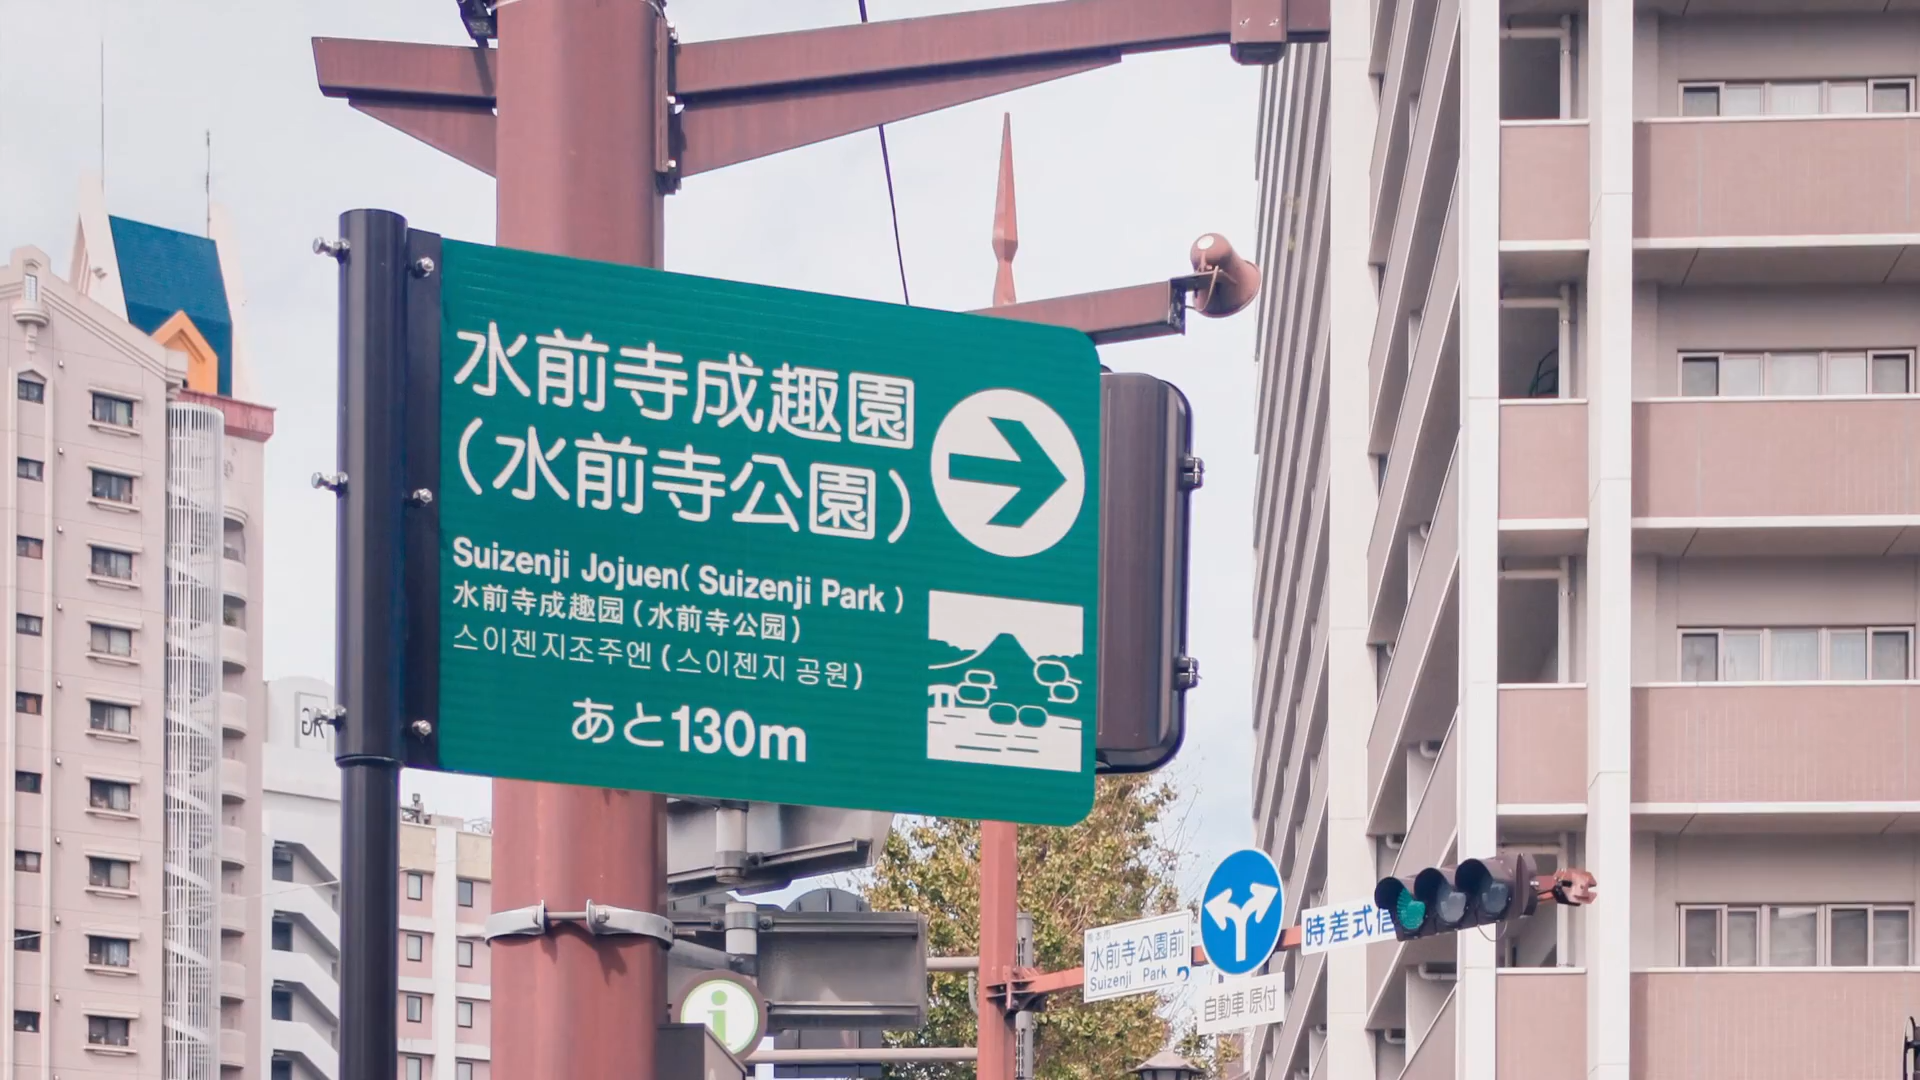 水前寺成趣園
(水前寺公園)
Suizenji Jojuen( Suizenji Park )
水前寺成趣园(水前寺公园)
스이젠지조주엔(스이젠지 공원)
あと130m
熊本市
水前寺公園前
Suizenji Park
自動車・原付
時差式
i